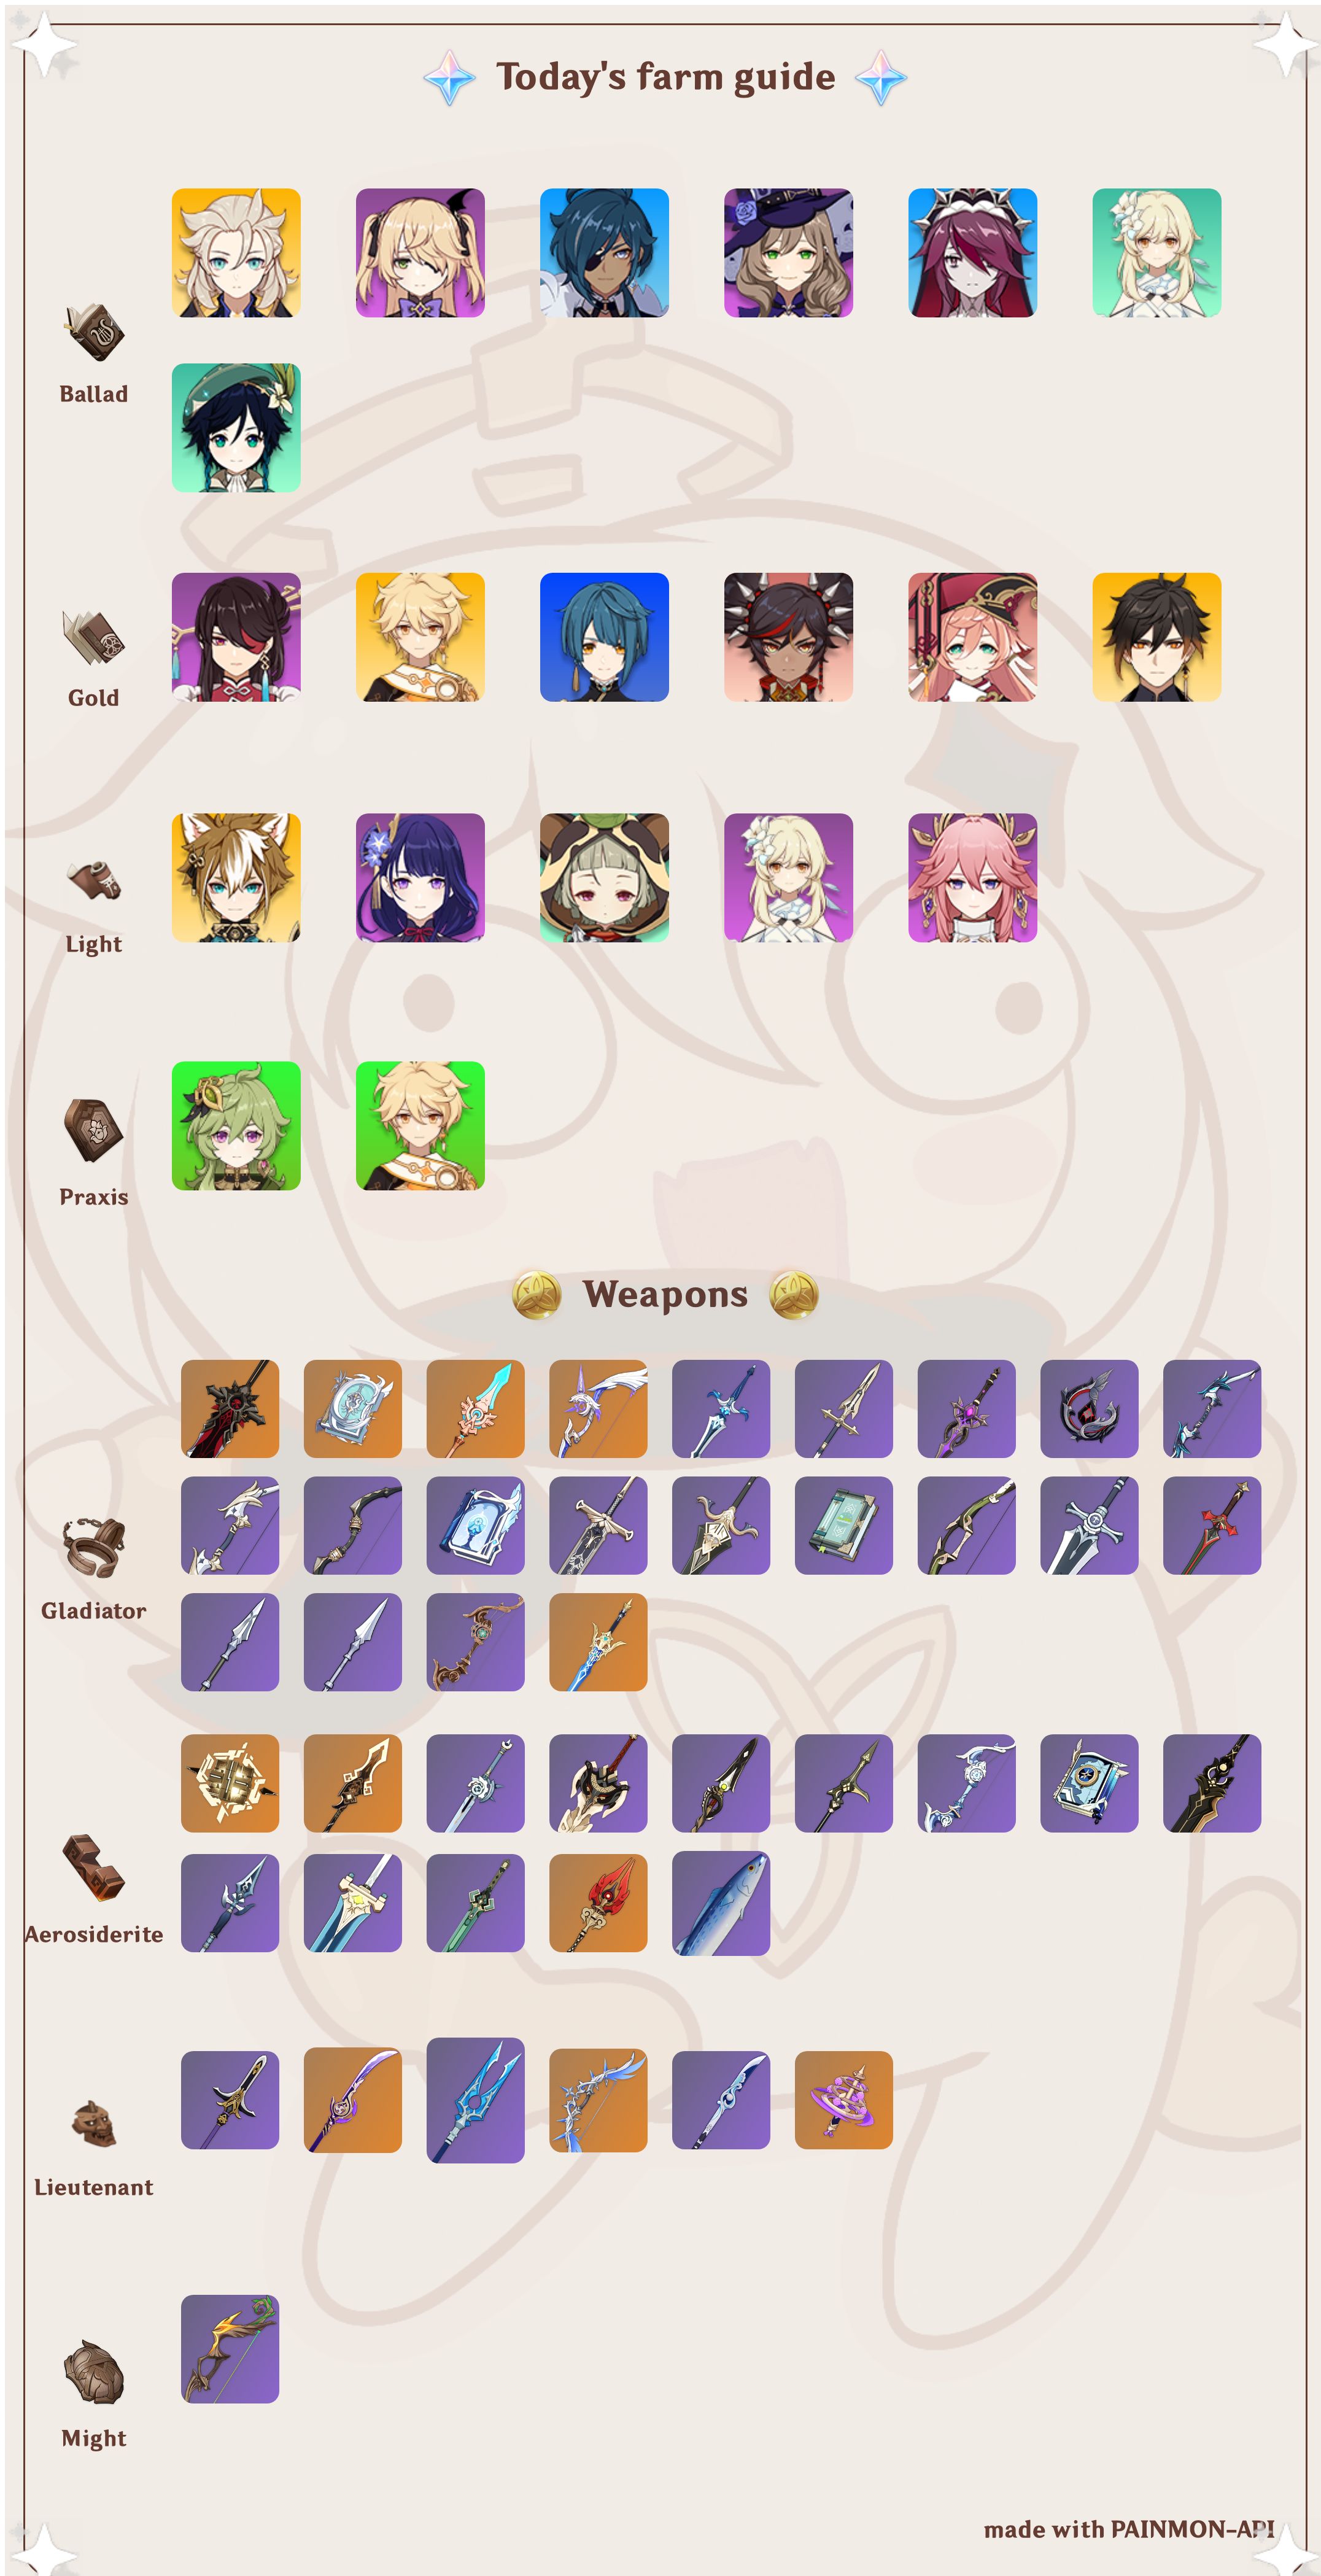 Today's farm guide
Ballad
Gold
Light
Praxis
Weapons
Gladiator
Aerosiderite
Lieutenant
Might
made with PAINMON-API